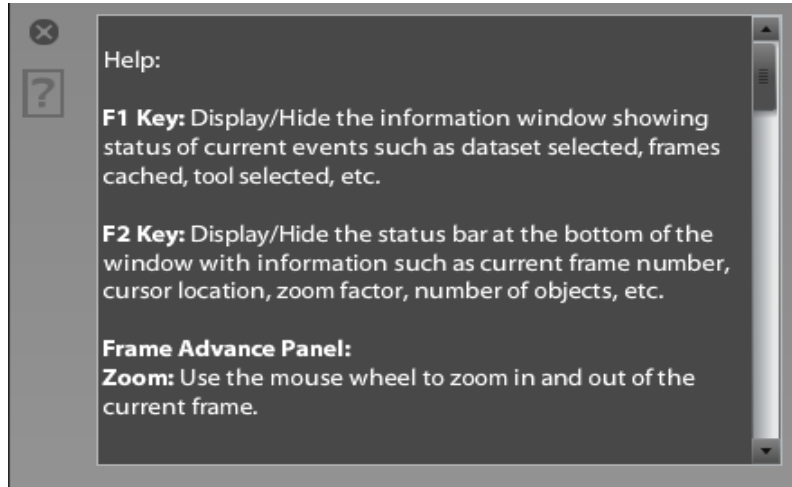 ?
Help:
F1 Key: Display/Hide the information window showing
status of current events such as dataset selected, frames
cached, tool selected, etc.
F2 Key: Display/Hide the status bar at the bottom of the
window with information such as current frame number,
cursor location, zoom factor, number of objects, etc.
Frame Advance Panel:
Zoom: Use the mouse wheel to zoom in and out of the
current frame.